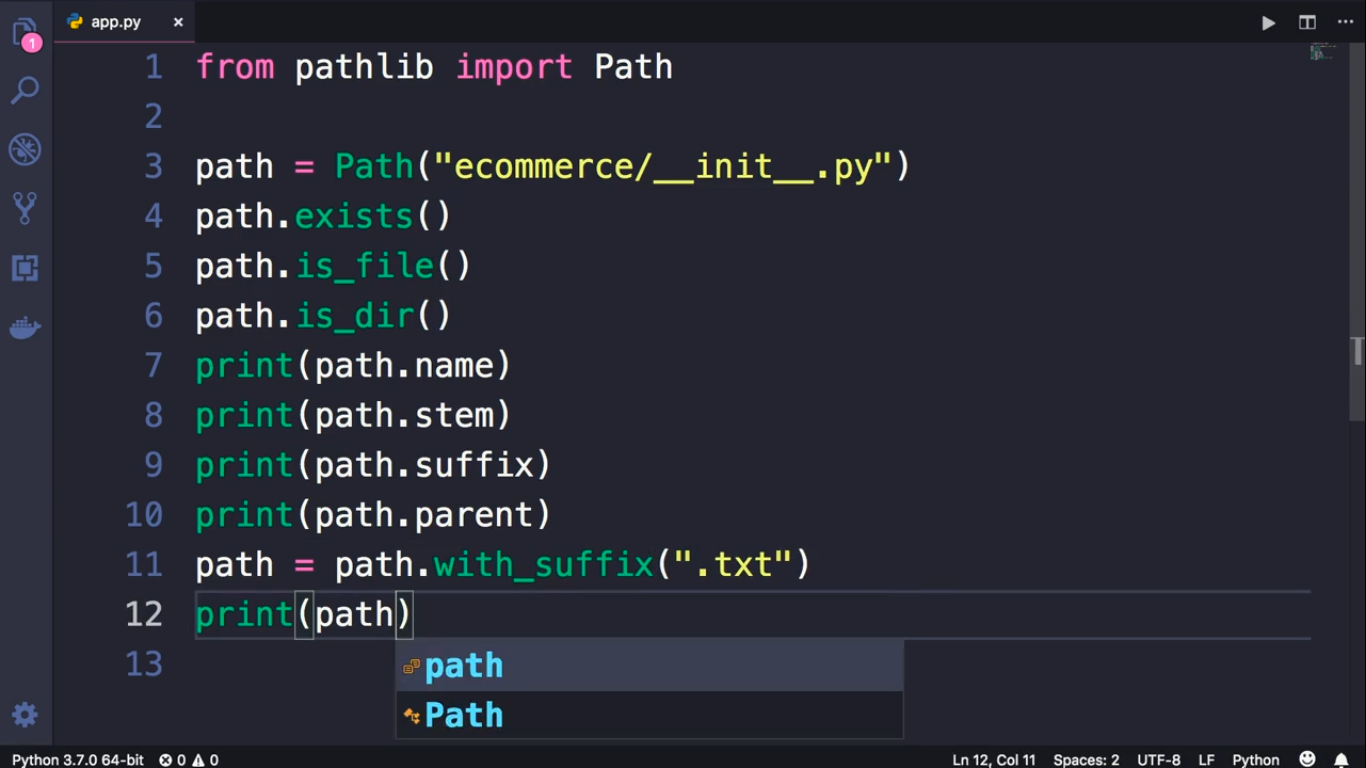 app.py ×
1
1 from pathlib import Path
2
3 path = Path("ecommerce/__init__.py")
4 path.exists()
5 path.is_file()
6 path.is_dir()
7 print(path.name)
8 print(path.stem)
9 print(path.suffix)
10 print(path.parent)
11 path = path.with_suffix(".txt")
12 print(path)
13
path
Path
Python 3.7.0 64-bit 0 0 Ln 12, Col 11 Spaces: 2 UTF-8 LF Python